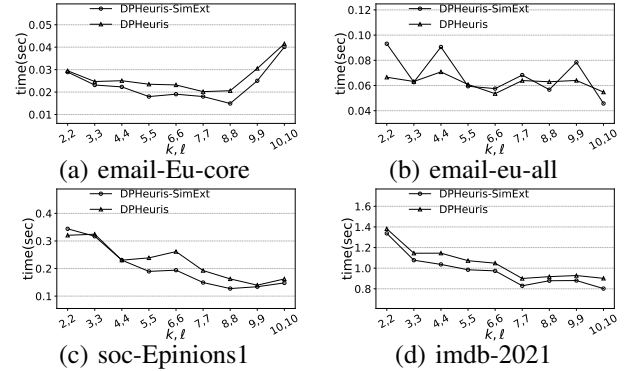 DPHeuris-SimExt
DPHeuris
time(sec)
0.05
0.04
0.03
0.02
0.01
2,2 3,3 4,4 5,5 6,6 7,7 8,8 9,9 10,10
k, ℓ
(a) email-Eu-core
DPHeuris-SimExt
DPHeuris
time(sec)
0.12
0.10
0.08
0.06
0.04
2,2 3,3 4,4 5,5 6,6 7,7 8,8 9,9 10,10
k, ℓ
(b) email-eu-all
DPHeuris-SimExt
DPHeuris
time(sec)
0.4
0.3
0.2
0.1
2,2 3,3 4,4 5,5 6,6 7,7 8,8 9,9 10,10
k, ℓ
(c) soc-Epinions1
DPHeuris-SimExt
DPHeuris
time(sec)
1.6
1.4
1.2
1.0
0.8
2,2 3,3 4,4 5,5 6,6 7,7 8,8 9,9 10,10
k, ℓ
(d) imdb-2021